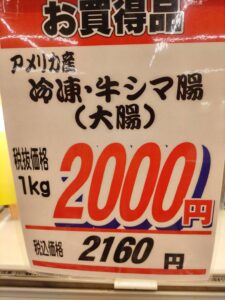 お買得品
アメリカ産
冷凍・牛シマ腸
(大腸)
税抜価格
1kg
2000円
税込価格 2160円